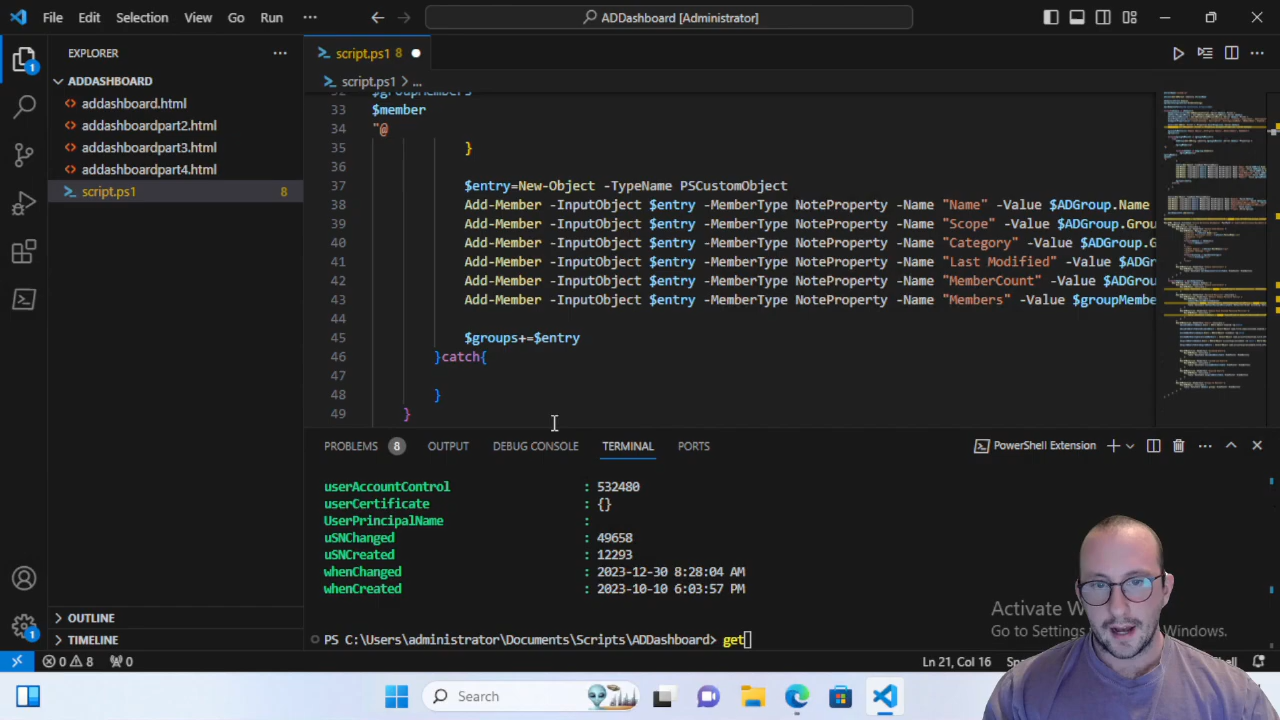 File Edit Selection View Go Run ··· ADDashboard [Administrator]
EXPLORER ···
script.ps1 8
ADDASHBOARD
script.ps1 > ...
addashboard.html
addashboardpart2.html
addashboardpart3.html
addashboardpart4.html
script.ps1 8
32 $groupMembers
33 $member
34 "@
35 }
36
37 $entry=New-Object -TypeName PSCustomObject
38 Add-Member -InputObject $entry -MemberType NoteProperty -Name "Name" -Value $ADGroup.Name
39 Add-Member -InputObject $entry -MemberType NoteProperty -Name "Scope" -Value $ADGroup.Grou
40 Add-Member -InputObject $entry -MemberType NoteProperty -Name "Category" -Value $ADGroup.G
41 Add-Member -InputObject $entry -MemberType NoteProperty -Name "Last Modified" -Value $ADG
42 Add-Member -InputObject $entry -MemberType NoteProperty -Name "MemberCount" -Value $ADGro
43 Add-Member -InputObject $entry -MemberType NoteProperty -Name "Members" -Value $groupMembe
44
45 $groups+=$entry
46 }catch{
47
48 }
49 }
PROBLEMS 8 OUTPUT DEBUG CONSOLE TERMINAL PORTS PowerShell Extension
userAccountControl : 532480
userCertificate : {}
UserPrincipalName :
uSNChanged : 49658
uSNCreated : 12293
whenChanged : 2023-12-30 8:28:04 AM
whenCreated : 2023-10-10 6:03:57 PM
PS C:\Users\administrator\Documents\Scripts\ADDashboard> get
1
1
OUTLINE
TIMELINE
Activate W
Go to Settings Windows.
0 8 0 Ln 21, Col 16
Search